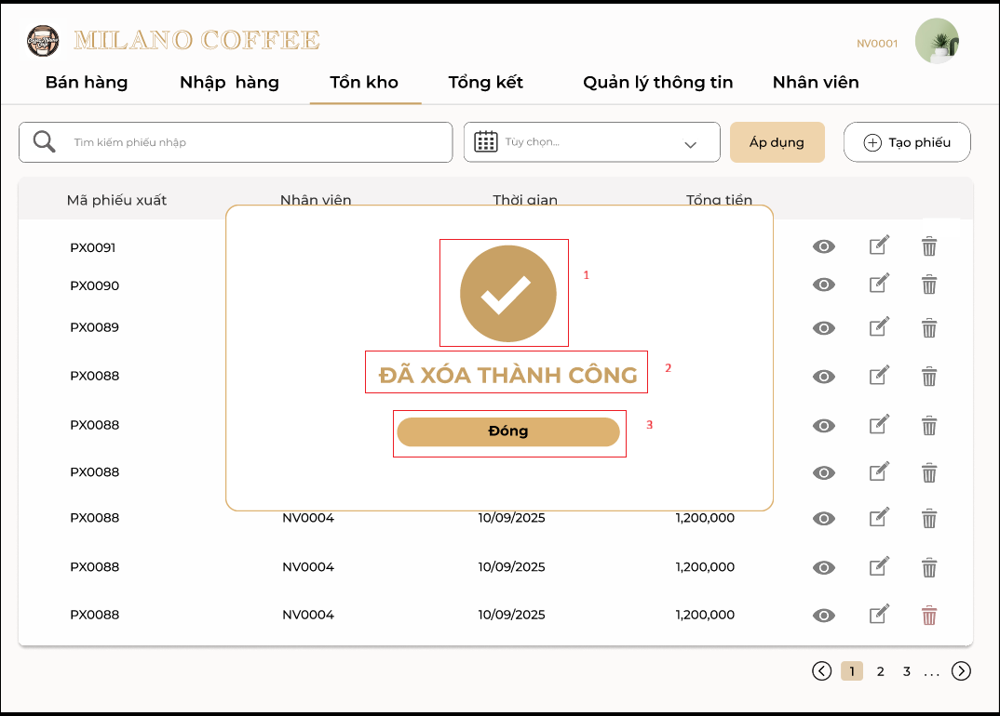 MILANO COFFEE
NV0001
Bán hàng Nhập hàng Tồn kho Tổng kết Quản lý thông tin Nhân viên
Tìm kiếm phiếu nhập Tùy chọn... Áp dụng Tạo phiếu
Mã phiếu xuất Nhân viên Thời gian Tổng tiền
PX0091
1
PX0090
PX0089
ĐÃ XÓA THÀNH CÔNG 2
PX0088
Đóng 3
PX0088
PX0088
PX0088 NV0004 10/09/2025 1,200,000
PX0088 NV0004 10/09/2025 1,200,000
PX0088 NV0004 10/09/2025 1,200,000
1 2 3 ...